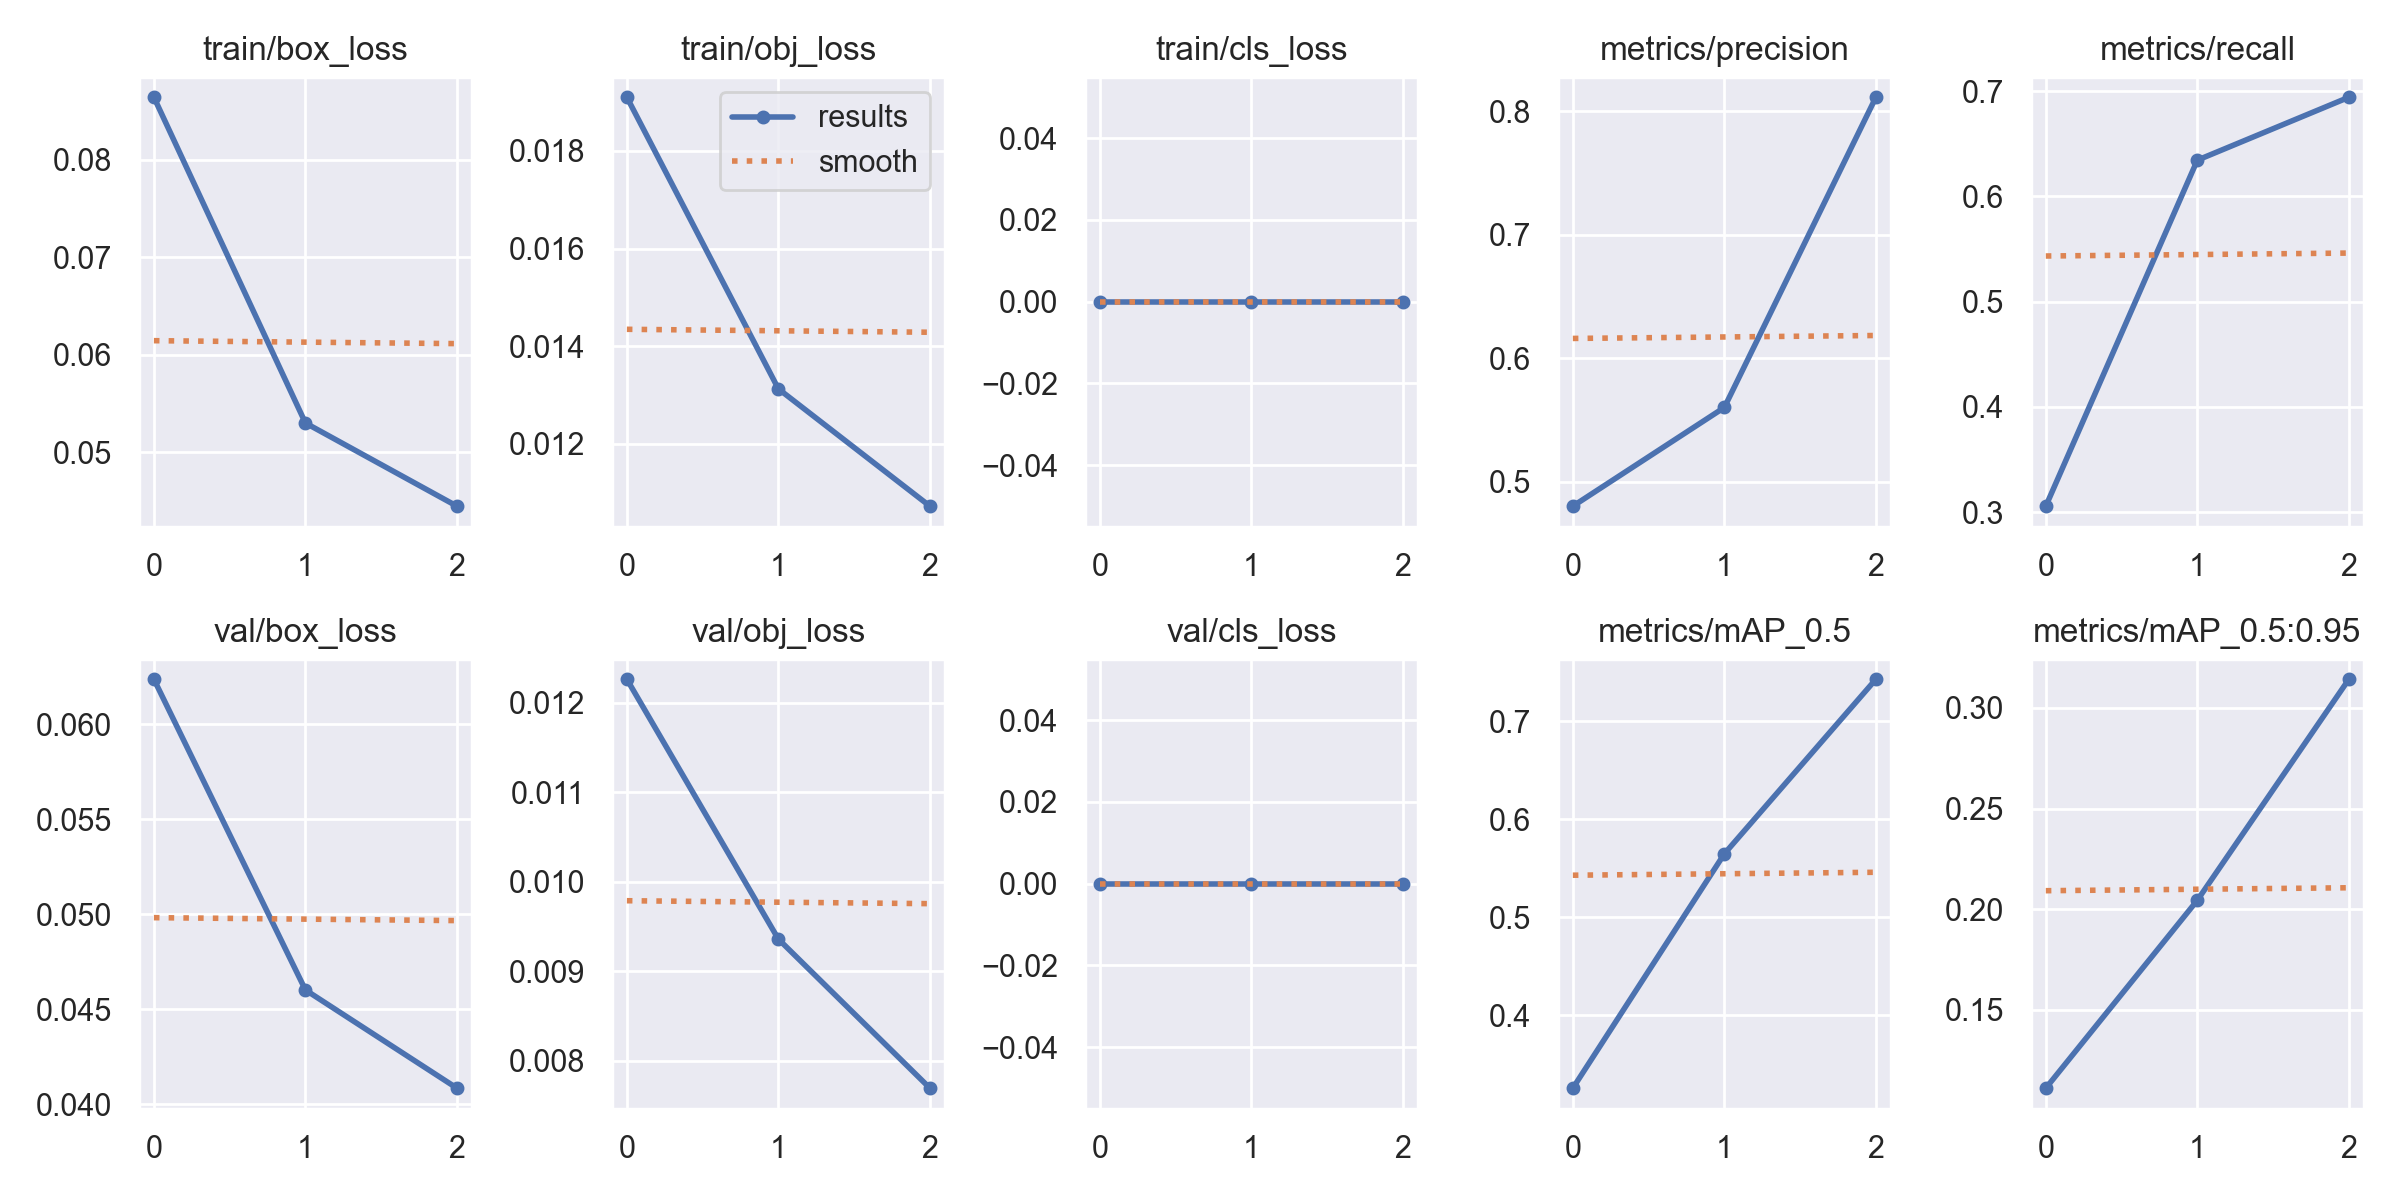 train/box_loss
0.08
0.07
0.06
0.05
0 1 2
train/obj_loss
results
smooth
0.018
0.016
0.014
0.012
0 1 2
train/cls_loss
0.04
0.02
0.00
−0.02
−0.04
0 1 2
metrics/precision
0.8
0.7
0.6
0.5
0 1 2
metrics/recall
0.7
0.6
0.5
0.4
0.3
0 1 2
val/box_loss
0.060
0.055
0.050
0.045
0.040
0 1 2
val/obj_loss
0.012
0.011
0.010
0.009
0.008
0 1 2
val/cls_loss
0.04
0.02
0.00
−0.02
−0.04
0 1 2
metrics/mAP_0.5
0.7
0.6
0.5
0.4
0 1 2
metrics/mAP_0.5:0.95
0.30
0.25
0.20
0.15
0 1 2